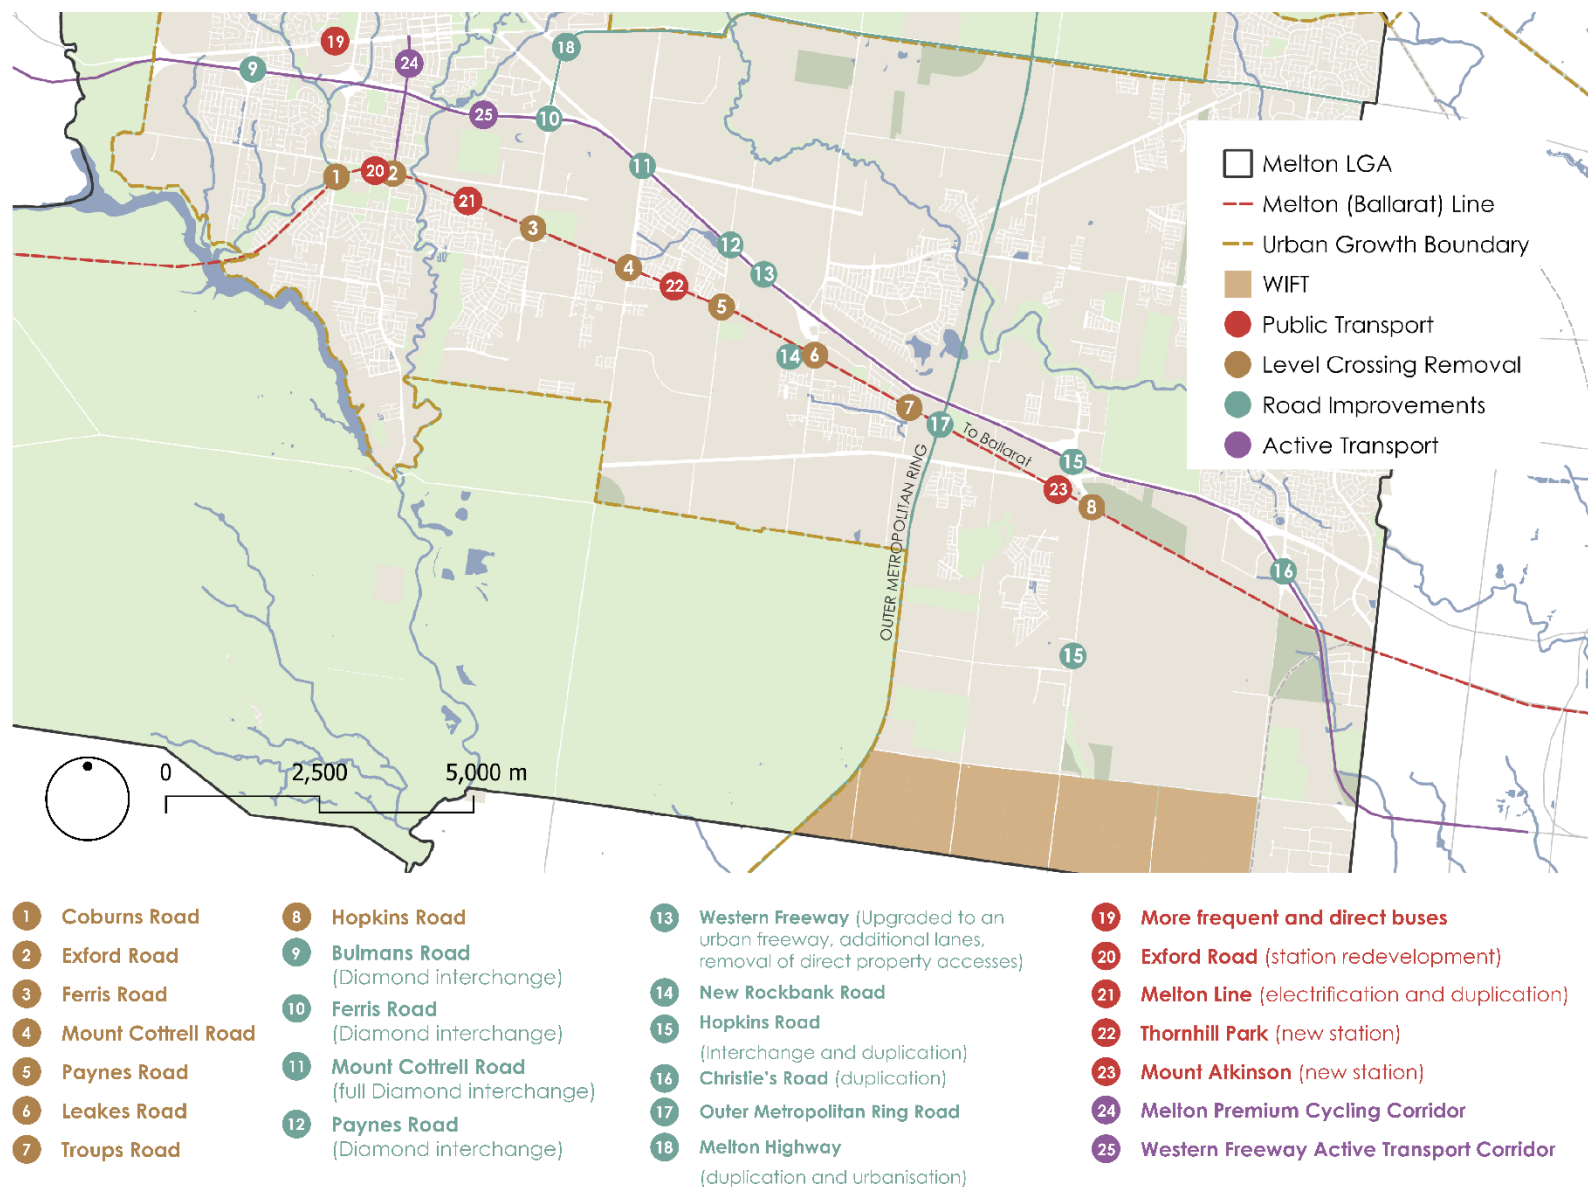 19
18
24
9
25
10
11
1
20
2
21
3
12
13
4
22
5
14
6
7
17
To Ballarat
15
23
8
16
15
OUTER METROPOLITAN RING
Melton LGA
Melton (Ballarat) Line
Urban Growth Boundary
WIFT
Public Transport
Level Crossing Removal
Road Improvements
Active Transport
0 2,500 5,000 m
1 Coburns Road
2 Exford Road
3 Ferris Road
4 Mount Cottrell Road
5 Paynes Road
6 Leakes Road
7 Troups Road
8 Hopkins Road
9 Bulmans Road
(Diamond interchange)
10 Ferris Road
(Diamond interchange)
11 Mount Cottrell Road
(full Diamond interchange)
12 Paynes Road
(Diamond interchange)
13 Western Freeway (Upgraded to an
urban freeway, additional lanes,
removal of direct property accesses)
14 New Rockbank Road
15 Hopkins Road
(Interchange and duplication)
16 Christie's Road (duplication)
17 Outer Metropolitan Ring Road
18 Melton Highway
(duplication and urbanisation)
19 More frequent and direct buses
20 Exford Road (station redevelopment)
21 Melton Line (electrification and duplication)
22 Thornhill Park (new station)
23 Mount Atkinson (new station)
24 Melton Premium Cycling Corridor
25 Western Freeway Active Transport Corridor